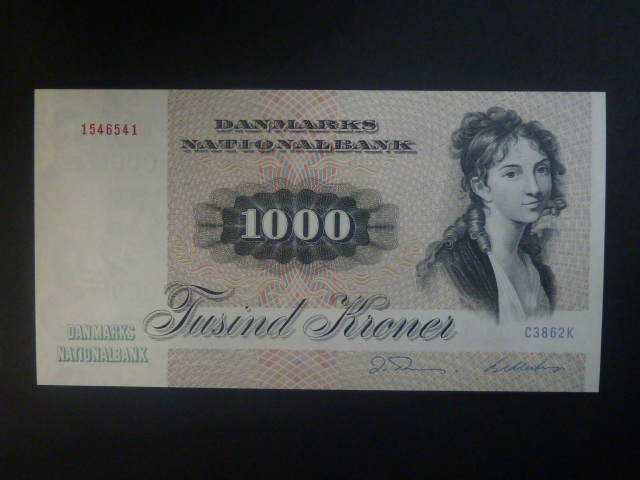 1546541
DANMARKS
NATIONALBANK
1000
Tusind Kroner
DANMARKS
NATIONALBANK
C3862K